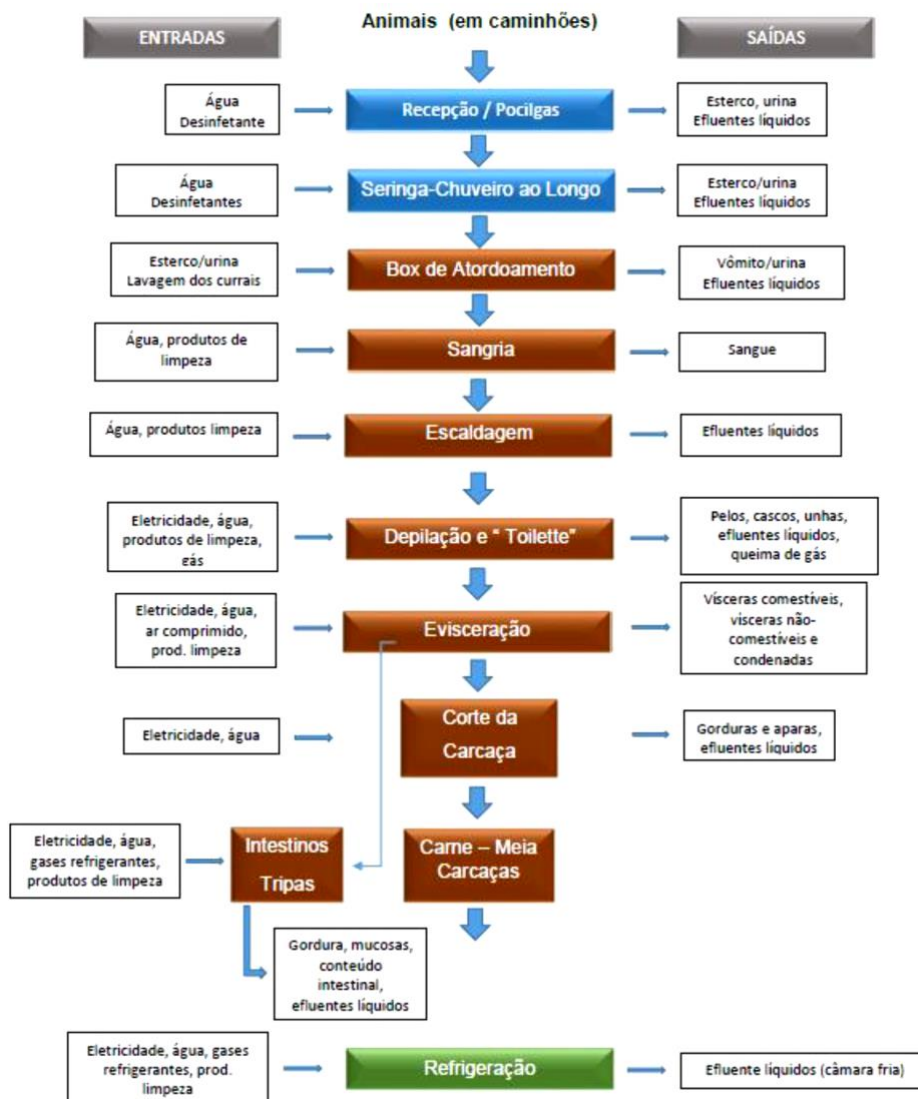 Animais (em caminhões)
ENTRADAS
SAÍDAS
Água
Desinfetante
Recepção / Pocilgas
Esterco, urina
Efluentes líquidos
Água
Desinfetantes
Seringa-Chuveiro ao Longo
Esterco/urina
Efluentes líquidos
Esterco/urina
Lavagem dos currais
Box de Atordoamento
Vômito/urina
Efluentes líquidos
Água, produtos de
limpeza
Sangria
Sangue
Água, produtos limpeza
Escaldagem
Efluentes líquidos
Eletricidade, água,
produtos de limpeza,
gás
Depilação e " Toilette"
Pelos, cascos, unhas,
efluentes líquidos,
queima de gás
Eletricidade, água,
ar comprimido,
prod. limpeza
Evisceração
Vísceras comestíveis,
vísceras não-
comestíveis e
condenadas
Eletricidade, água
Corte da
Carcaça
Gorduras e aparas,
efluentes líquidos
Eletricidade, água,
gases refrigerantes,
produtos de limpeza
Intestinos
Tripas
Carne – Meia
Carcaças
Gordura, mucosas,
conteúdo
intestinal,
efluentes líquidos
Eletricidade, água, gases
refrigerantes, prod.
limpeza
Refrigeração
Efluente líquidos (câmara fria)